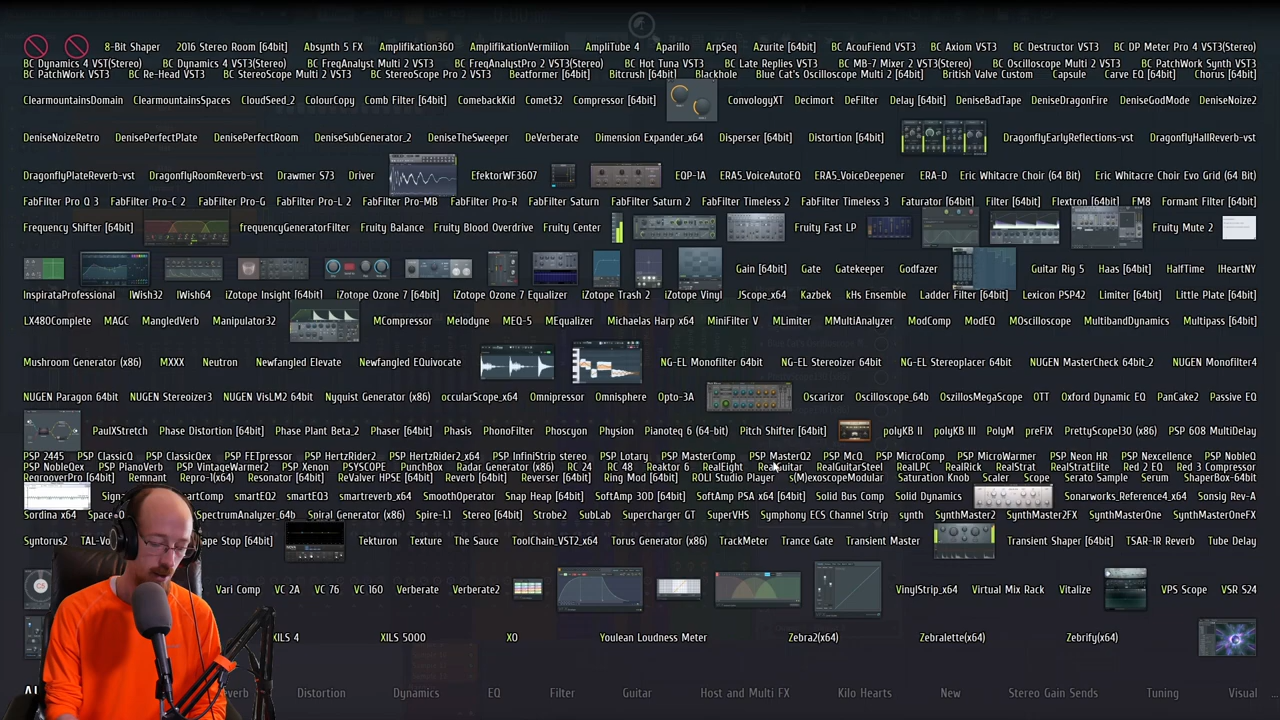 8-Bit Shaper 2016 Stereo Room [64bit] Absynth 5 FX Amplifikation360 AmplifikationVermilion AmpliTube 4 Aparillo ArpSeq Azurite [64bit] BC AcouFiend VST3 BC Axiom VST3 BC Destructor VST3 BC DP Meter Pro 4 VST3(Stereo)
BC Dynamics 4 VST(Stereo) BC Dynamics 4 VST3(Stereo) BC FreqAnalyst Multi 2 VST3 BC FreqAnalystPro 2 VST3(Stereo) BC Hot Tuna VST3 BC Late Replies VST3 BC MB-7 Mixer 2 VST3(Stereo) BC Oscilloscope Multi 2 VST3 BC PatchWork Synth VST3
BC PatchWork VST3 BC Re-Head VST3 BC StereoScope Multi 2 VST3 BC StereoScope Pro 2 VST3 Beatformer [64bit] Bitcrush [64bit] Blackhole Blue Cat's Oscilloscope Multi 2 [64bit] British Valve Custom Capsule Carve EQ [64bit] Chorus [64bit]
ClearmountainsDomain ClearmountainsSpaces CloudSeed_2 ColourCopy Comb Filter [64bit] ComebackKid Comet32 Compressor [64bit] ConvologyXT Decimort DeFilter Delay [64bit] DeniseBadTape DeniseDragonFire DeniseGodMode DeniseNoize2
DeniseNoizeRetro DenisePerfectPlate DenisePerfectRoom DeniseSubGenerator_2 DeniseTheSweeper DeVerberate Dimension Expander_x64 Disperser [64bit] Distortion [64bit] DragonflyEarlyReflections-vst DragonflyHallReverb-vst
DragonflyPlateReverb-vst DragonflyRoomReverb-vst Drawmer S73 Driver EfektorWF3607 EQP-1A ERA5_VoiceAutoEQ ERA5_VoiceDeepener ERA-D Eric Whitacre Choir (64 Bit) Eric Whitacre Choir Evo Grid (64 Bit)
FabFilter Pro Q 3 FabFilter Pro-C 2 FabFilter Pro-G FabFilter Pro-L 2 FabFilter Pro-MB FabFilter Pro-R FabFilter Saturn FabFilter Saturn 2 FabFilter Timeless 2 FabFilter Timeless 3 Faturator [64bit] Filter [64bit] Flextron [64bit] FM8 Formant Filter [64bit]
Frequency Shifter [64bit] frequencyGeneratorFIlter Fruity Balance Fruity Blood Overdrive Fruity Center Fruity Fast LP Fruity Mute 2
Gain [64bit] Gate Gatekeeper Godfazer Guitar Rig 5 Haas [64bit] HalfTime IHeartNY
InspirataProfessional IWish32 IWish64 iZotope Insight [64bit] iZotope Ozone 7 [64bit] iZotope Ozone 7 Equalizer iZotope Trash 2 iZotope Vinyl JScope_x64 Kazbek kHs Ensemble Ladder Filter [64bit] Lexicon PSP42 Limiter [64bit] Little Plate [64bit]
LX480Complete MAGC MangledVerb Manipulator32 MCompressor Melodyne MEQ-5 MEqualizer Michaelas Harp x64 MiniFilter V MLimiter MMultiAnalyzer ModComp ModEQ MOscilloscope MultibandDynamics Multipass [64bit]
Mushroom Generator (x86) MXXX Neutron Newfangled Elevate Newfangled EQuivocate NG-EL Monofilter 64bit NG-EL Stereoizer 64bit NG-EL Stereoplacer 64bit NUGEN MasterCheck 64bit_2 NUGEN Monofilter4
NUGEN Paragon 64bit NUGEN Stereoizer3 NUGEN VisLM2 64bit Nyquist Generator (x86) occularScope_x64 Omnipressor Omnisphere Opto-3A Oscarizor Oscilloscope_64b OszillosMegaScope OTT Oxford Dynamic EQ PanCake2 Passive EQ
PaulXStretch Phase Distortion [64bit] Phase Plant Beta_2 Phaser [64bit] Phasis PhonoFilter Phoscyon Physion Pianoteq 6 (64-bit) Pitch Shifter [64bit] polyKB II polyKB III PolyM preFIX PrettyScope130 (x86) PSP 608 MultiDelay
PSP 2445 PSP ClassicQ PSP ClassicQex PSP FETpressor PSP HertzRider2 PSP HertzRider2_x64 PSP InfiniStrip stereo PSP Lotary PSP MasterComp PSP MasterQ2 PSP McQ PSP MicroComp PSP MicroWarmer PSP Neon HR PSP Nexcellence PSP NobleQ
PSP NobleQex PSP PianoVerb PSP VintageWarmer2 PSP Xenon PSYSCOPE PunchBox Radar Generator (x86) RC 24 RC 48 Reaktor 6 RealEight RealGuitar RealGuitarSteel RealLPC RealRick RealStrat RealStratElite Red 2 EQ Red 3 Compressor
RegrooverPro [64bit] Remnant Repro-1(x64) Resonator [64bit] ReValver HPSE [64bit] Reverb [64bit] Reverser [64bit] Ring Mod [64bit] ROLI Studio Player s(M)exoscopeModular Saturation Knob Scaler Scope Serato Sample Serum ShaperBox-64bit
smartEQ2 smartEQ3 smartreverb_x64 SmoothOperator Snap Heap [64bit] SoftAmp 3OD [64bit] SoftAmp PSA x64 [64bit] Solid Bus Comp Solid Dynamics Sonarworks_Reference4_x64 Sonsig Rev-A
Sordina x64 SpectrumAnalyzer_64b Spiral Generator (x86) Spire-1.1 Stereo [64bit] Strobe2 SubLab Supercharger GT SuperVHS Symphony ECS Channel Strip synth SynthMaster2 SynthMaster2FX SynthMasterOne SynthMasterOneFX
Syntorus2 ape Stop [64bit] Tekturon Texture The Sauce ToolChain_VST2_x64 Torus Generator (x86) TrackMeter Trance Gate Transient Master Transient Shaper [64bit] TSAR-1R Reverb Tube Delay
Vari Comp VC 2A VC 76 VC 160 Verberate Verberate2 VinylStrip_x64 Virtual Mix Rack Vitalize VPS Scope VSR S24
XILS 4 XILS 5000 XO Youlean Loudness Meter Zebra2(x64) Zebralette(x64) Zebrify(x64)
verb Distortion Dynamics EQ Filter Guitar Host and Multi FX Kilo Hearts New Stereo Gain Sends Tuning Visual